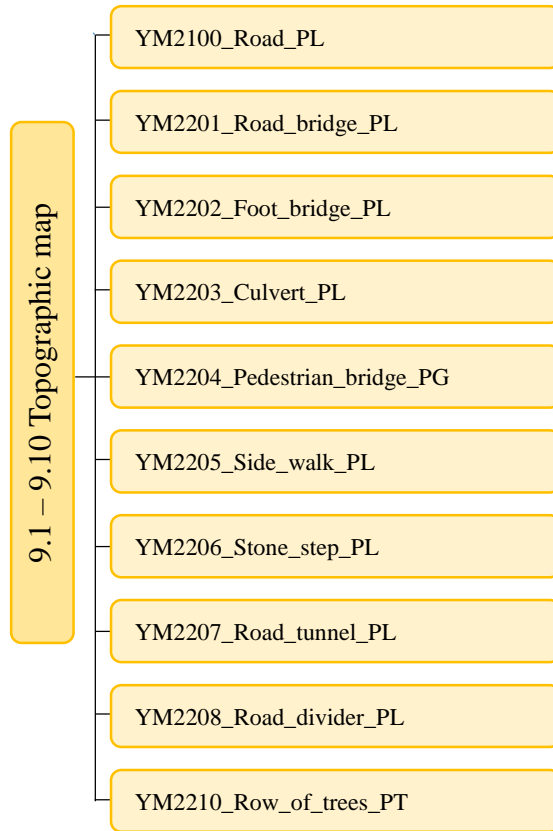 9.1 – 9.10 Topographic map
YM2100_Road_PL
YM2201_Road_bridge_PL
YM2202_Foot_bridge_PL
YM2203_Culvert_PL
YM2204_Pedestrian_bridge_PG
YM2205_Side_walk_PL
YM2206_Stone_step_PL
YM2207_Road_tunnel_PL
YM2208_Road_divider_PL
YM2210_Row_of_trees_PT